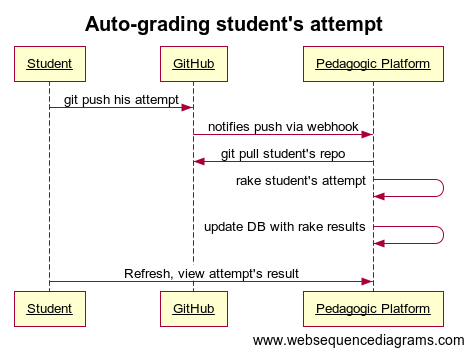 Auto-grading student's attempt
Student GitHub Pedagogic Platform
git push his attempt
notifies push via webhook
git pull student's repo
rake student's attempt
update DB with rake results
Refresh, view attempt's result
Student GitHub Pedagogic Platform
www.websequencediagrams.com